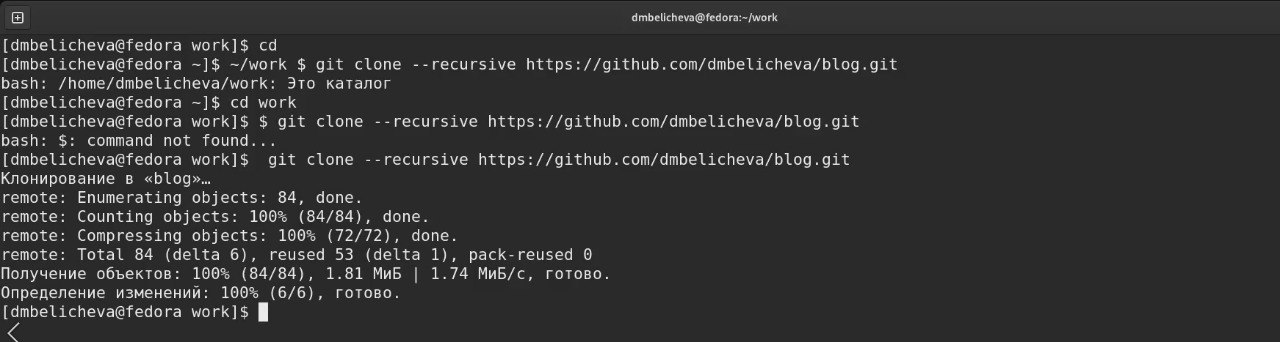 dmbelicheva@fedora:~/work
[dmbelicheva@fedora work]$ cd
[dmbelicheva@fedora ~]$ ~/work $ git clone --recursive https://github.com/dmbelicheva/blog.git
bash: /home/dmbelicheva/work: Это каталог
[dmbelicheva@fedora ~]$ cd work
[dmbelicheva@fedora work]$ $ git clone --recursive https://github.com/dmbelicheva/blog.git
bash: $: command not found...
[dmbelicheva@fedora work]$  git clone --recursive https://github.com/dmbelicheva/blog.git
Клонирование в «blog»…
remote: Enumerating objects: 84, done.
remote: Counting objects: 100% (84/84), done.
remote: Compressing objects: 100% (72/72), done.
remote: Total 84 (delta 6), reused 53 (delta 1), pack-reused 0
Получение объектов: 100% (84/84), 1.81 МиБ | 1.74 МиБ/с, готово.
Определение изменений: 100% (6/6), готово.
[dmbelicheva@fedora work]$